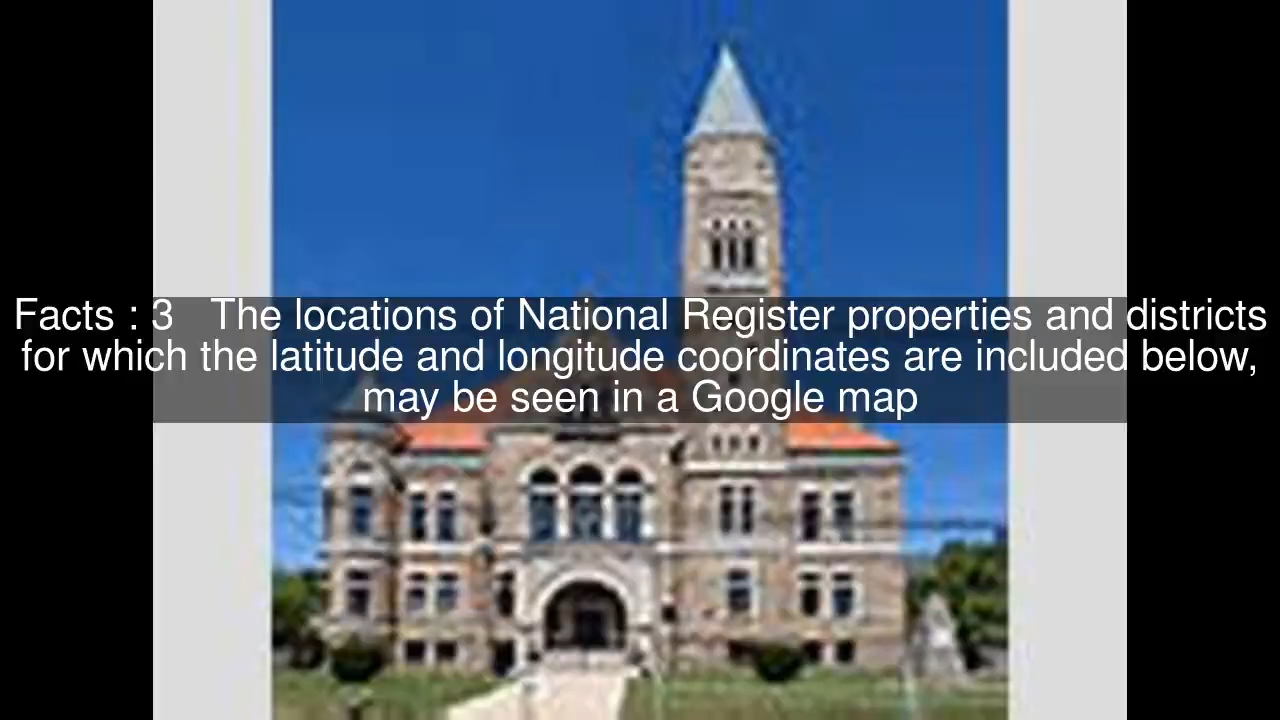 Facts : 3   The locations of National Register properties and districts
for which the latitude and longitude coordinates are included below,
may be seen in a Google map